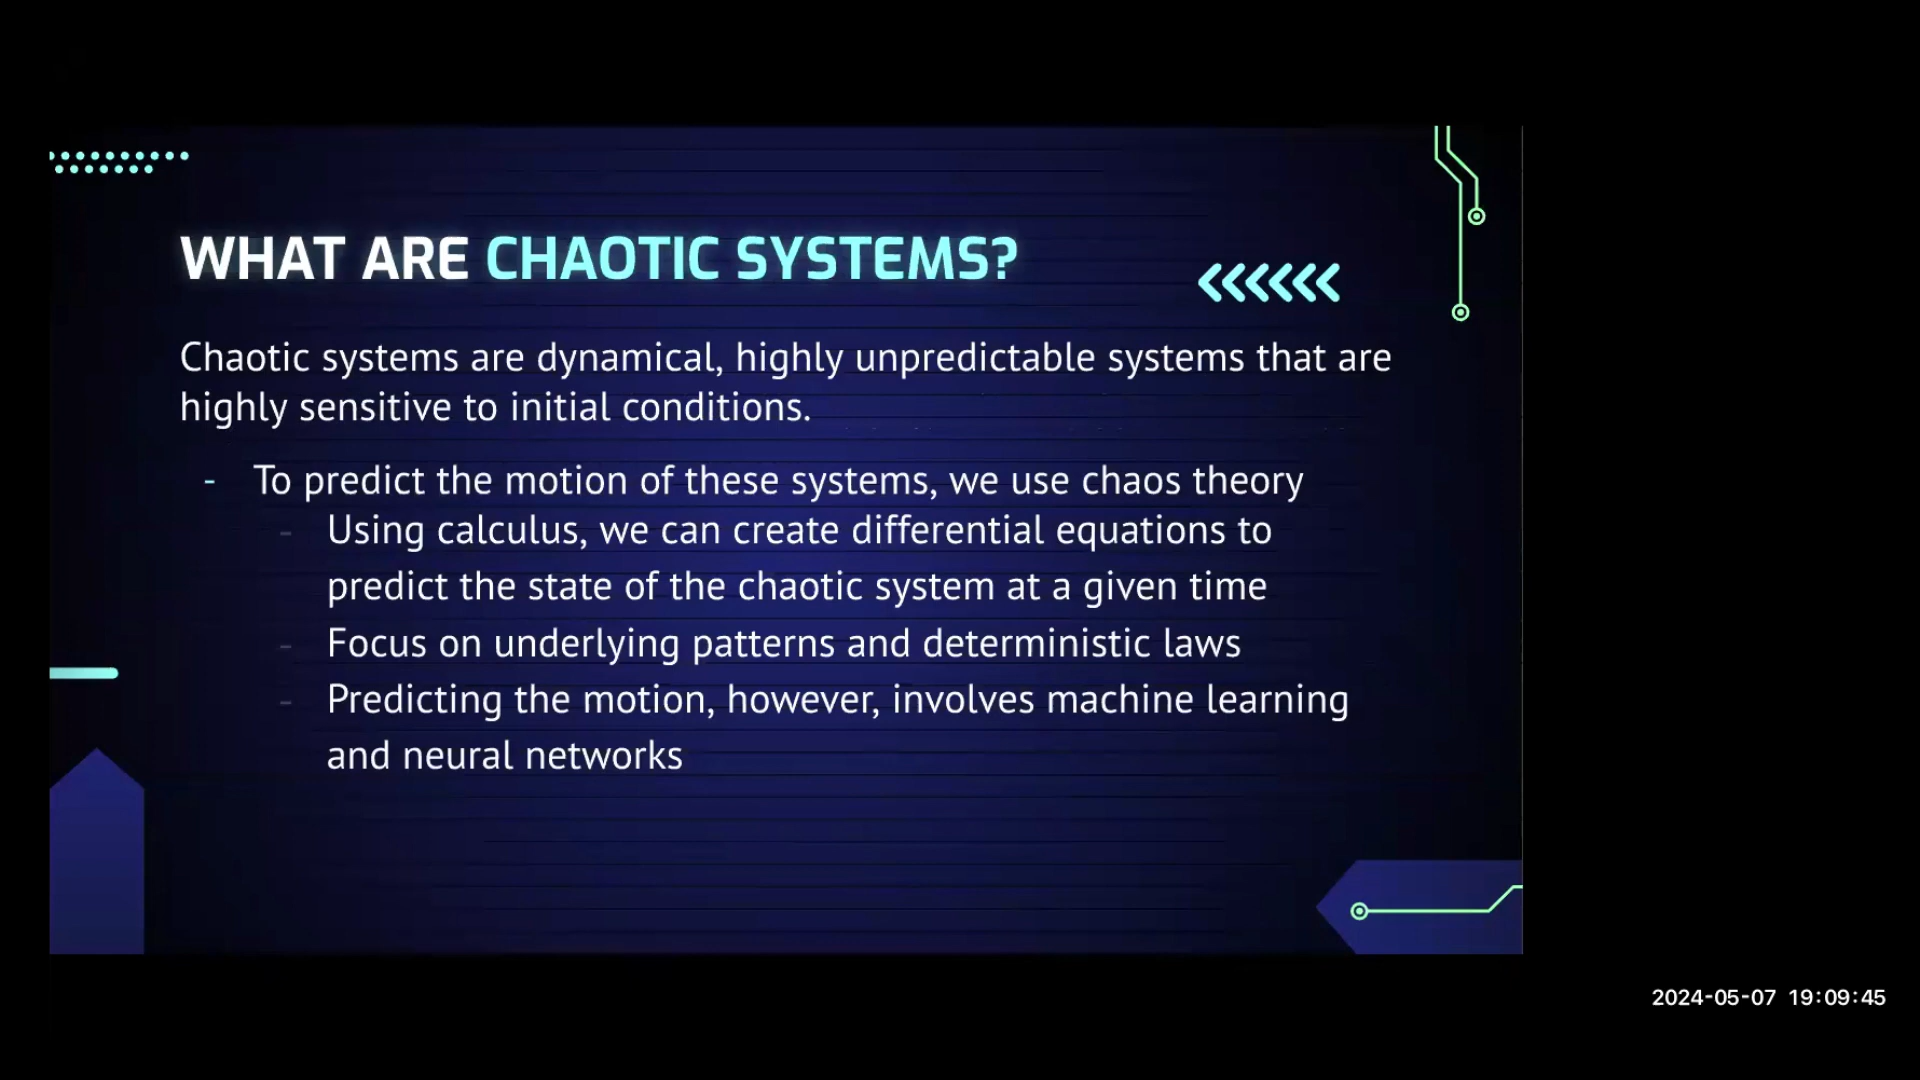 WHAT ARE CHAOTIC SYSTEMS?
Chaotic systems are dynamical, highly unpredictable systems that are
highly sensitive to initial conditions.
- To predict the motion of these systems, we use chaos theory
- Using calculus, we can create differential equations to
predict the state of the chaotic system at a given time
- Focus on underlying patterns and deterministic laws
- Predicting the motion, however, involves machine learning
and neural networks
2024-05-07 19:09:45